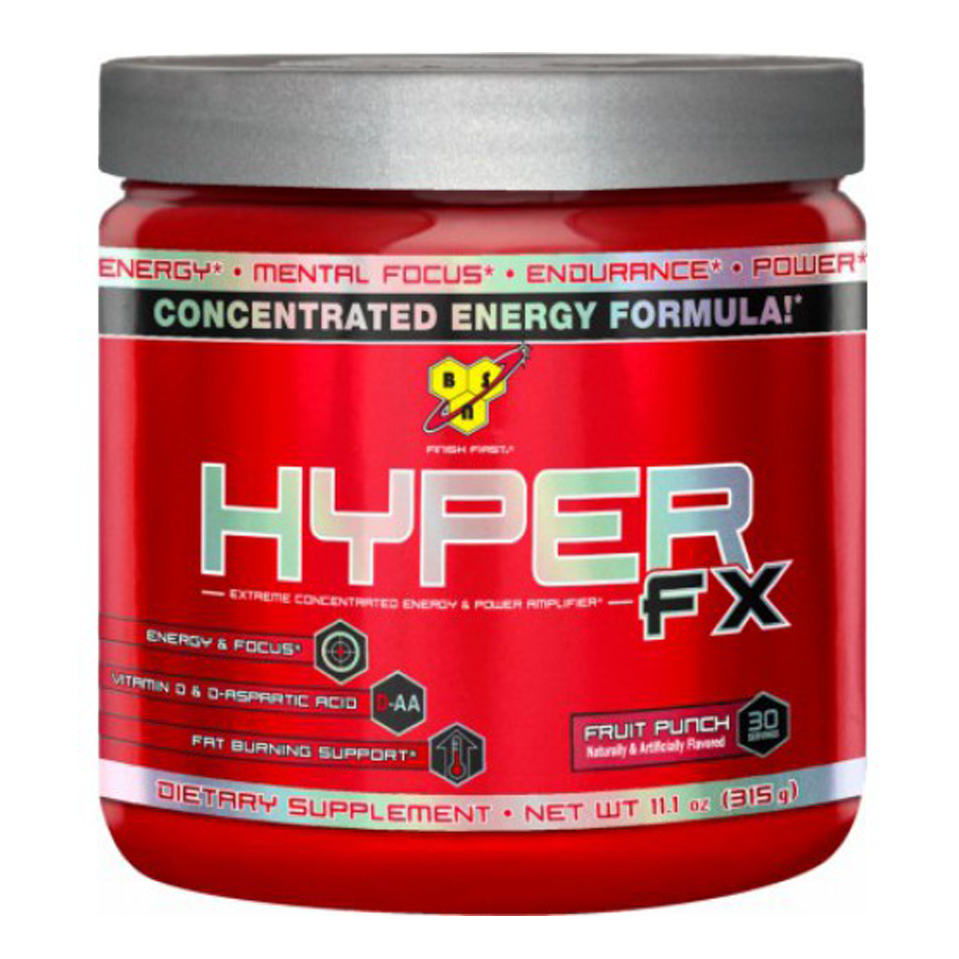 ENERGY* • MENTAL FOCUS* • ENDURANCE* • POWER*
CONCENTRATED ENERGY FORMULA!*
B S
n
FINISH FIRST.®
HYPER
FX
EXTREME CONCENTRATED ENERGY & POWER AMPLIFIER*
ENERGY & FOCUS*
VITAMIN D & D-ASPARTIC ACID
D-AA
FAT BURNING SUPPORT*
FRUIT PUNCH
Naturally & Artificially Flavored
30
SERVINGS
DIETARY SUPPLEMENT • NET WT 11.1 oz (315 g)